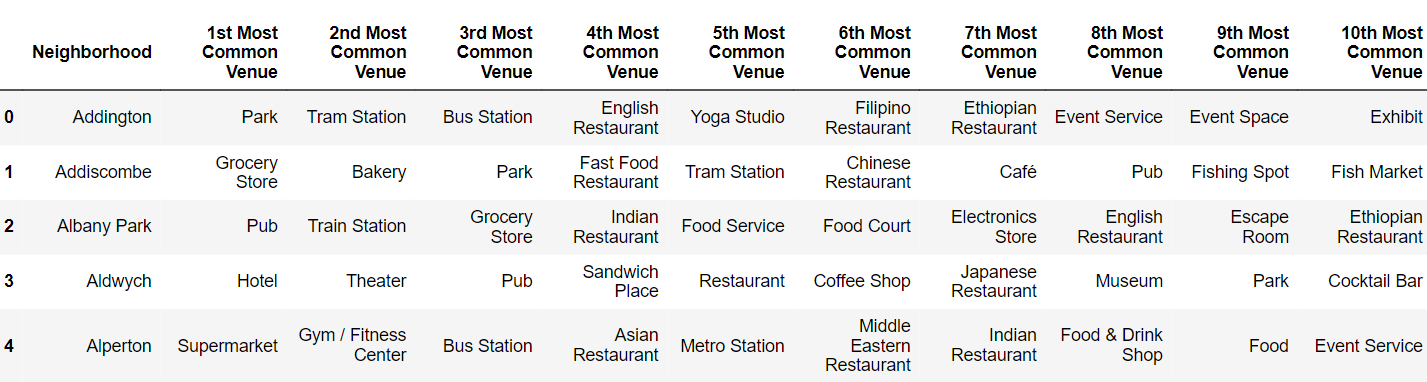 Neighborhood 1st Most Common Venue 2nd Most Common Venue 3rd Most Common Venue 4th Most Common Venue 5th Most Common Venue 6th Most Common Venue 7th Most Common Venue 8th Most Common Venue 9th Most Common Venue 10th Most Common Venue
0 Addington Park Tram Station Bus Station English Restaurant Yoga Studio Filipino Restaurant Ethiopian Restaurant Event Service Event Space Exhibit
1 Addiscombe Grocery Store Bakery Park Fast Food Restaurant Tram Station Chinese Restaurant Café Pub Fishing Spot Fish Market
2 Albany Park Pub Train Station Grocery Store Indian Restaurant Food Service Food Court Electronics Store English Restaurant Escape Room Ethiopian Restaurant
3 Aldwych Hotel Theater Pub Sandwich Place Restaurant Coffee Shop Japanese Restaurant Museum Park Cocktail Bar
4 Alperton Supermarket Gym / Fitness Center Bus Station Asian Restaurant Metro Station Middle Eastern Restaurant Indian Restaurant Food & Drink Shop Food Event Service